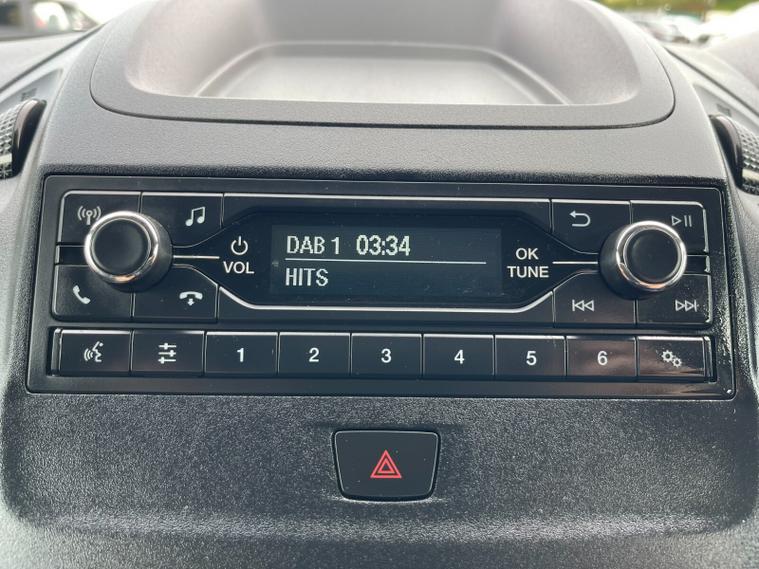 DAB 1 03:34
HITS
VOL
OK
TUNE
1 2 3 4 5 6